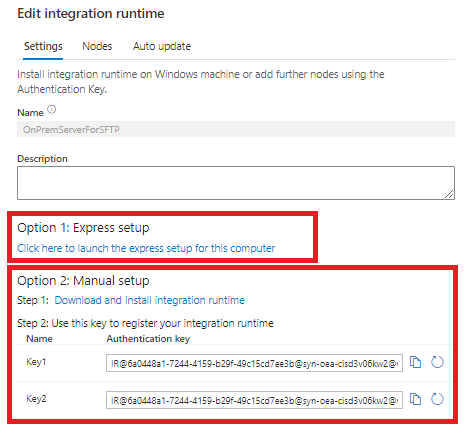 Edit integration runtime
Settings Nodes Auto update
Install integration runtime on Windows machine or add further nodes using the
Authentication Key.
Name
OnPremServerForSFTP
Description
Option 1: Express setup
Click here to launch the express setup for this computer
Option 2: Manual setup
Step 1: Download and install integration runtime
Step 2: Use this key to register your integration runtime
Name Authentication key
Key1 IR@6a0448a1-7244-4159-b29f-49c15cd7ee3b@syn-oea-cisd3v06kw2@
Key2 IR@6a0448a1-7244-4159-b29f-49c15cd7ee3b@syn-oea-cisd3v06kw2@